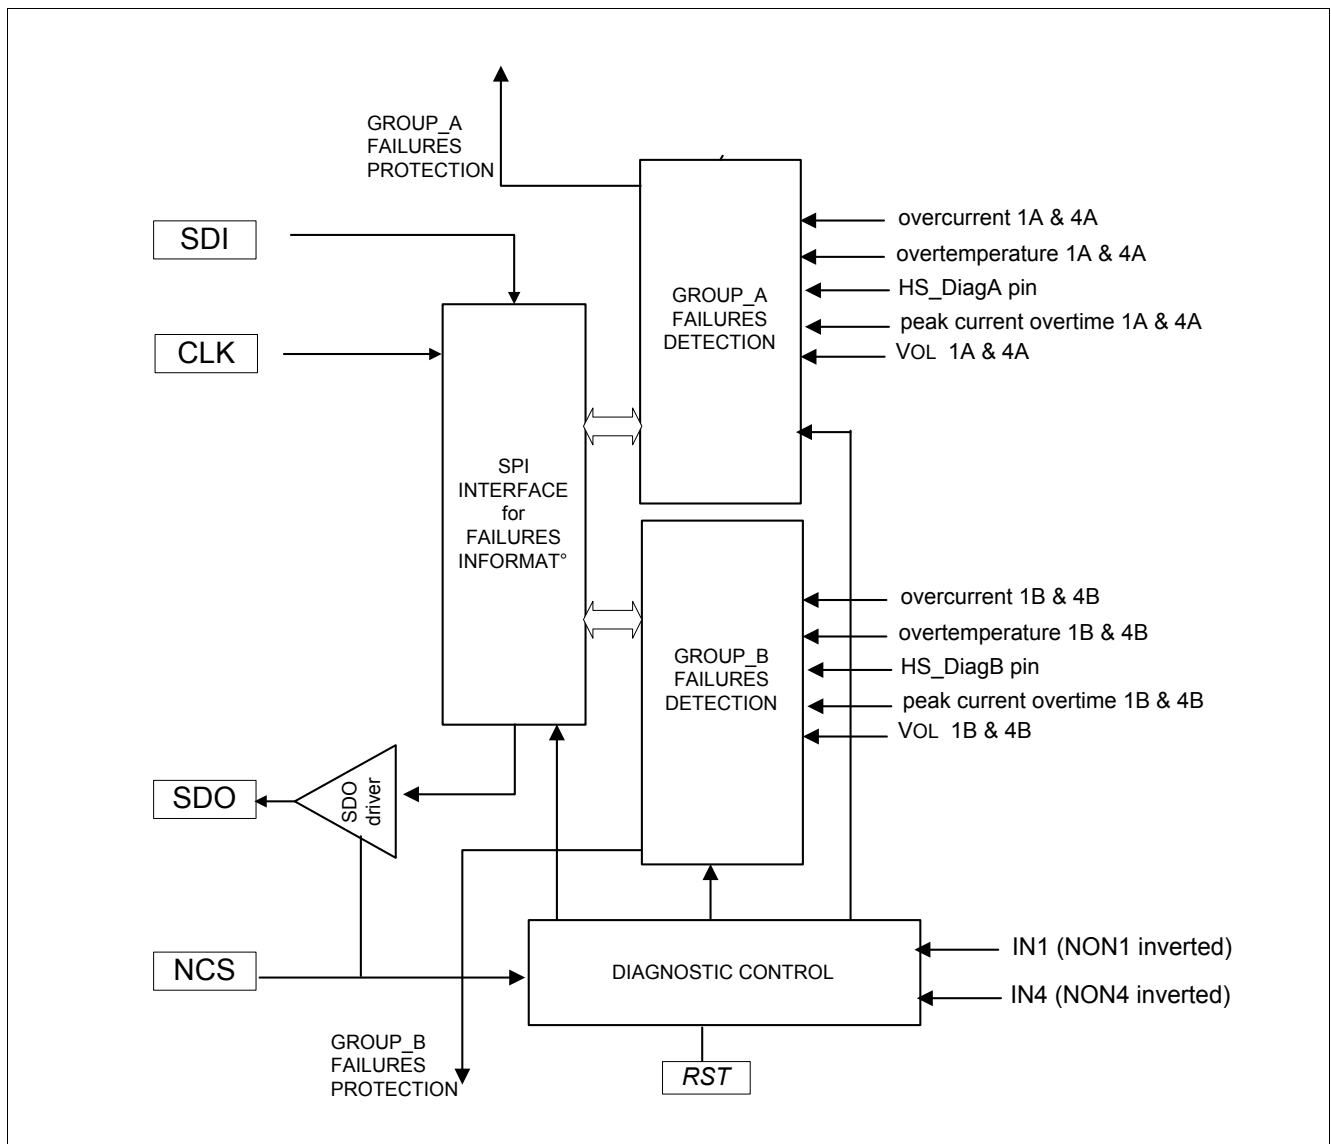 GROUP_A
FAILURES
PROTECTION
SDI
CLK
GROUP_A
FAILURES
DETECTION
overcurrent 1A & 4A
overtemperature 1A & 4A
HS_DiagA pin
peak current overtime 1A & 4A
VOL 1A & 4A
SPI
INTERFACE
for
FAILURES
INFORMAT°
GROUP_B
FAILURES
DETECTION
overcurrent 1B & 4B
overtemperature 1B & 4B
HS_DiagB pin
peak current overtime 1B & 4B
VOL 1B & 4B
SDO
SDO
driver
NCS
DIAGNOSTIC CONTROL
IN1 (NON1 inverted)
IN4 (NON4 inverted)
GROUP_B
FAILURES
PROTECTION
RST